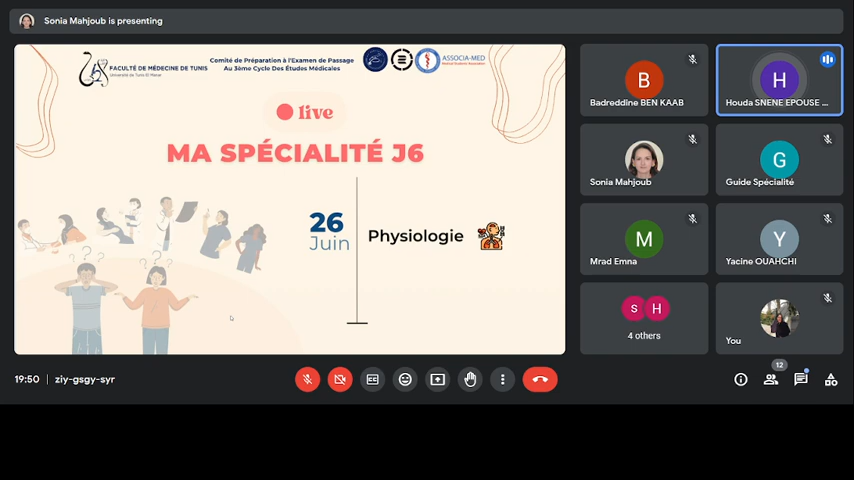 Sonia Mahjoub is presenting
FACULTÉ DE MÉDECINE DE TUNIS
Université de Tunis El Manar
Comité de Préparation à l'Examen de Passage
Au 3ème Cycle Des Études Médicales
ASSOCIA-MED
live
MA SPÉCIALITÉ J6
26
Juin
Physiologie
B
Badreddine BEN KAAB
H
Houda SNENE EPOUSE ...
Sonia Mahjoub
G
Guide Spécialité
M
Mrad Emna
Y
Yacine OUAHCHI
S H
4 others
You
19:50 | ziy-gsgy-syr
12